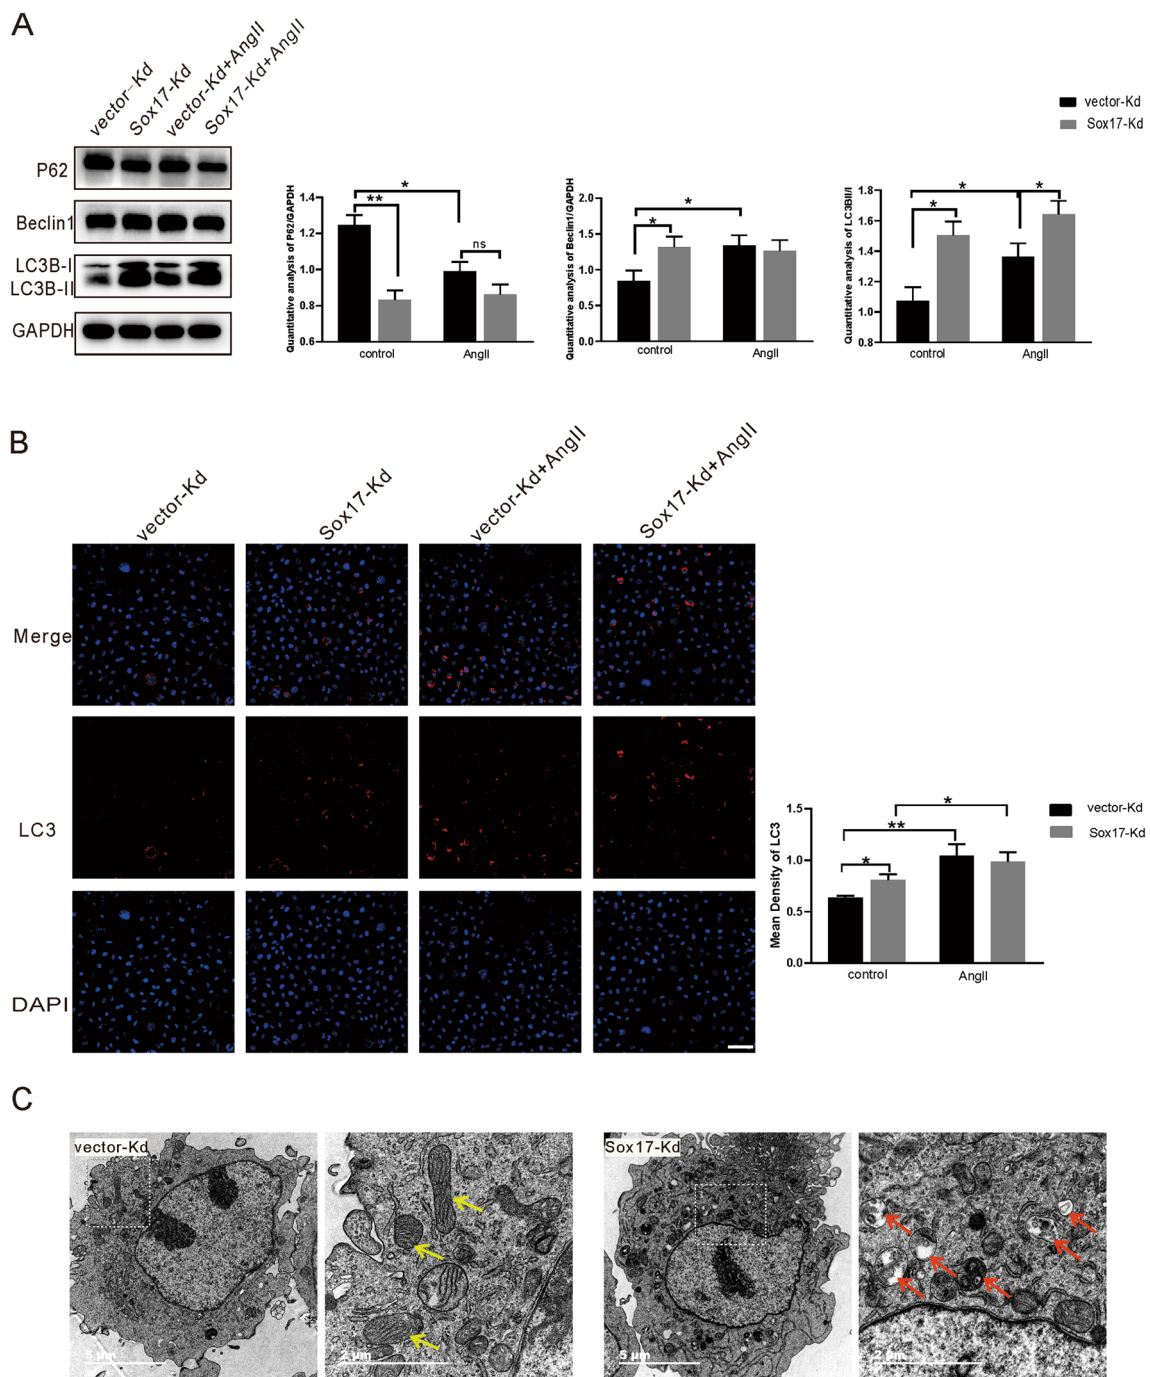 A
vector-Kd
Sox17-Kd
vector-Kd+AngII
Sox17-Kd+AngII
P62
Beclin1
LC3B-I
LC3B-II
GAPDH
Quantitative analysis of P62/GAPDH
1.4
1.2
1.0
0.8
0.6
**
*
ns
control
AngII
Quantitative analysis of Beclin1/GAPDH
2.0
1.5
1.0
0.5
0.0
*
*
control
AngII
Quantitative analysis of LC3BII/I
1.8
1.6
1.4
1.2
1.0
0.8
*
*
*
control
AngII
vector-Kd
Sox17-Kd
B
vector-Kd
Sox17-Kd
vector-Kd+AngII
Sox17-Kd+AngII
Merge
LC3
DAPI
Mean Density of LC3
1.5
1.0
0.5
0.0
*
**
*
control
AngII
vector-Kd
Sox17-Kd
C
vector-Kd
5 µm
2 µm
Sox17-Kd
5 µm
2 µm